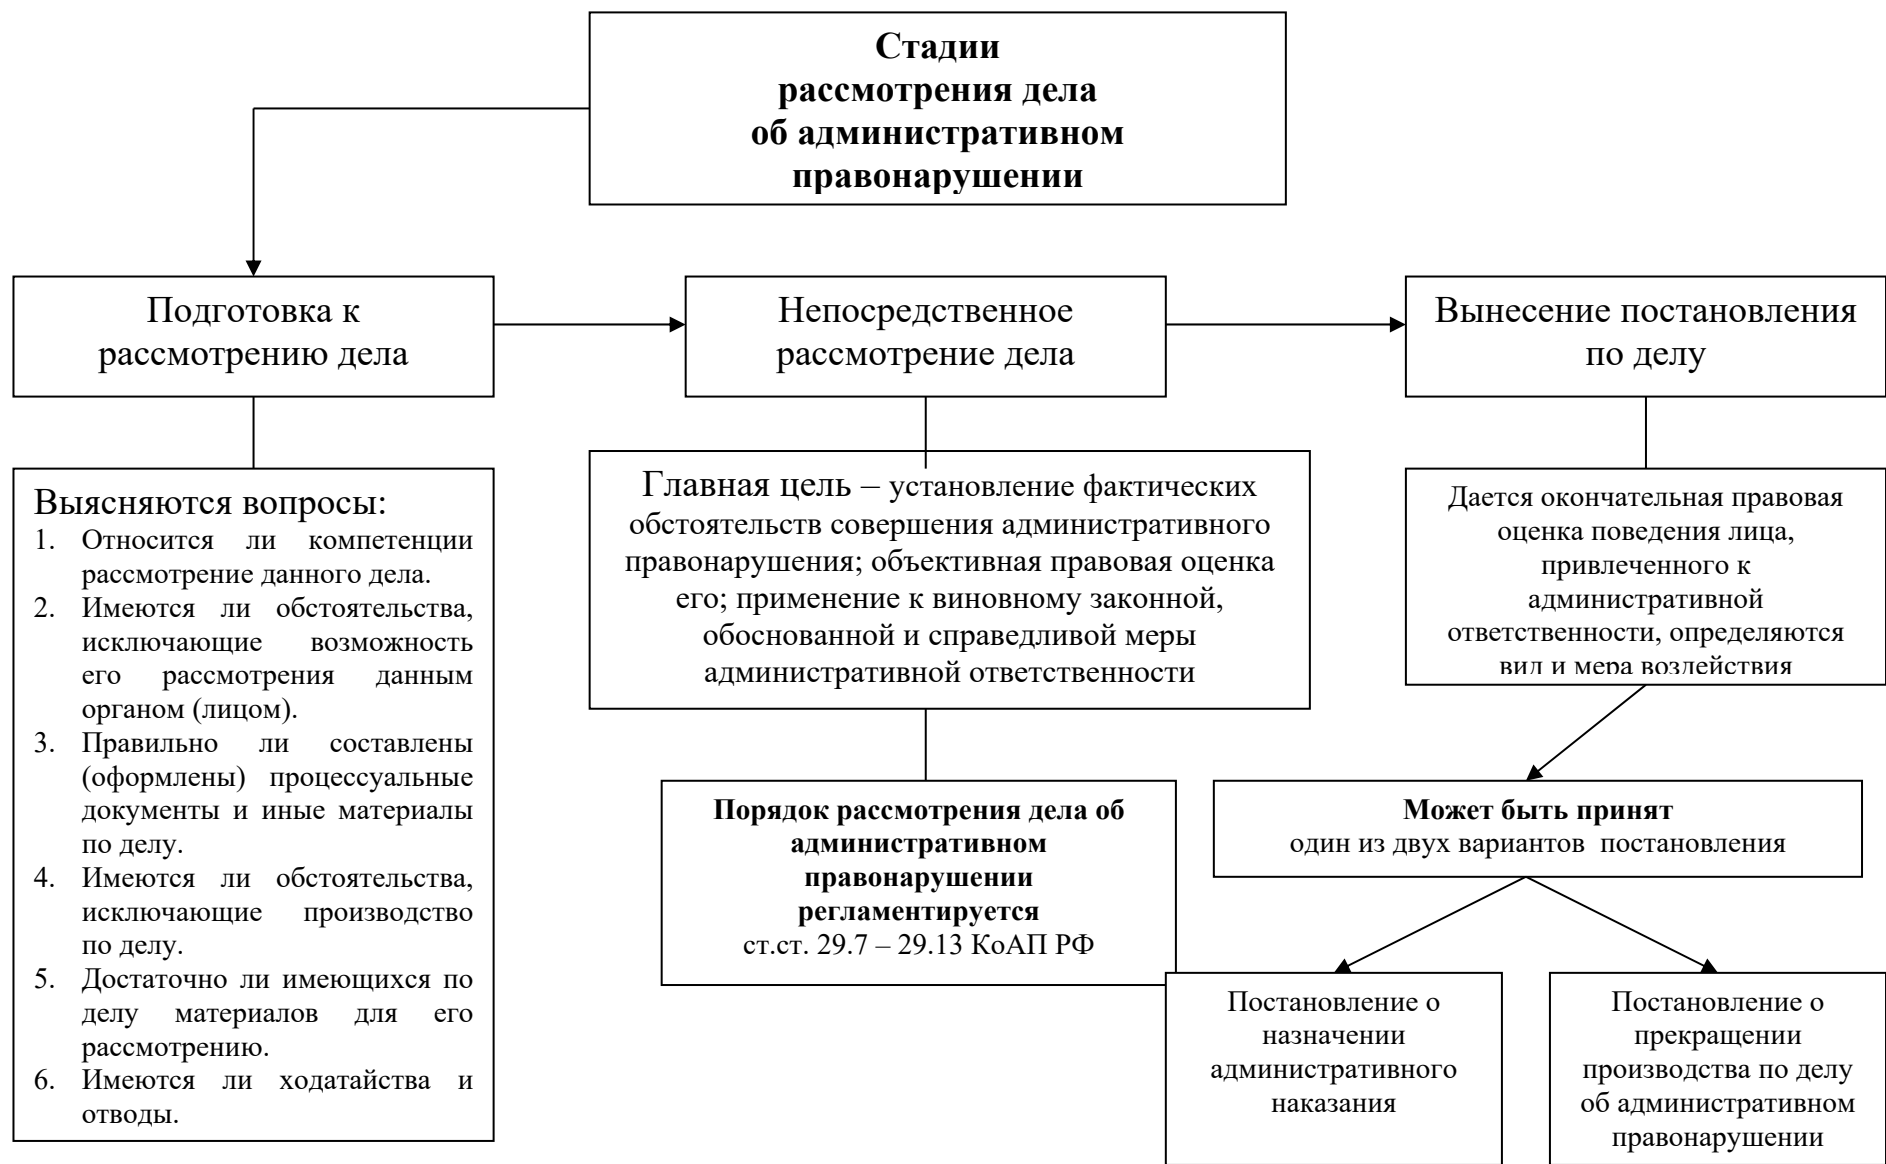 Стадии
рассмотрения дела
об административном
правонарушении
Подготовка к
рассмотрению дела
Непосредственное
рассмотрение дела
Вынесение постановления
по делу
Выясняются вопросы:
1. Относится ли компетенции
рассмотрение данного дела.
2. Имеются ли обстоятельства,
исключающие возможность
его рассмотрения данным
органом (лицом).
3. Правильно ли составлены
(оформлены) процессуальные
документы и иные материалы
по делу.
4. Имеются ли обстоятельства,
исключающие производство
по делу.
5. Достаточно ли имеющихся по
делу материалов для его
рассмотрению.
6. Имеются ли ходатайства и
отводы.
Главная цель – установление фактических
обстоятельств совершения административного
правонарушения; объективная правовая оценка
его; применение к виновному законной,
обоснованной и справедливой меры
административной ответственности
Порядок рассмотрения дела об
административном
правонарушении
регламентируется
ст.ст. 29.7 – 29.13 КоАП РФ
Дается окончательная правовая
оценка поведения лица,
привлеченного к
административной
ответственности, определяются
вид и мера воздействия
Может быть принят
один из двух вариантов постановления
Постановление о
назначении
административного
наказания
Постановление о
прекращении
производства по делу
об административном
правонарушении